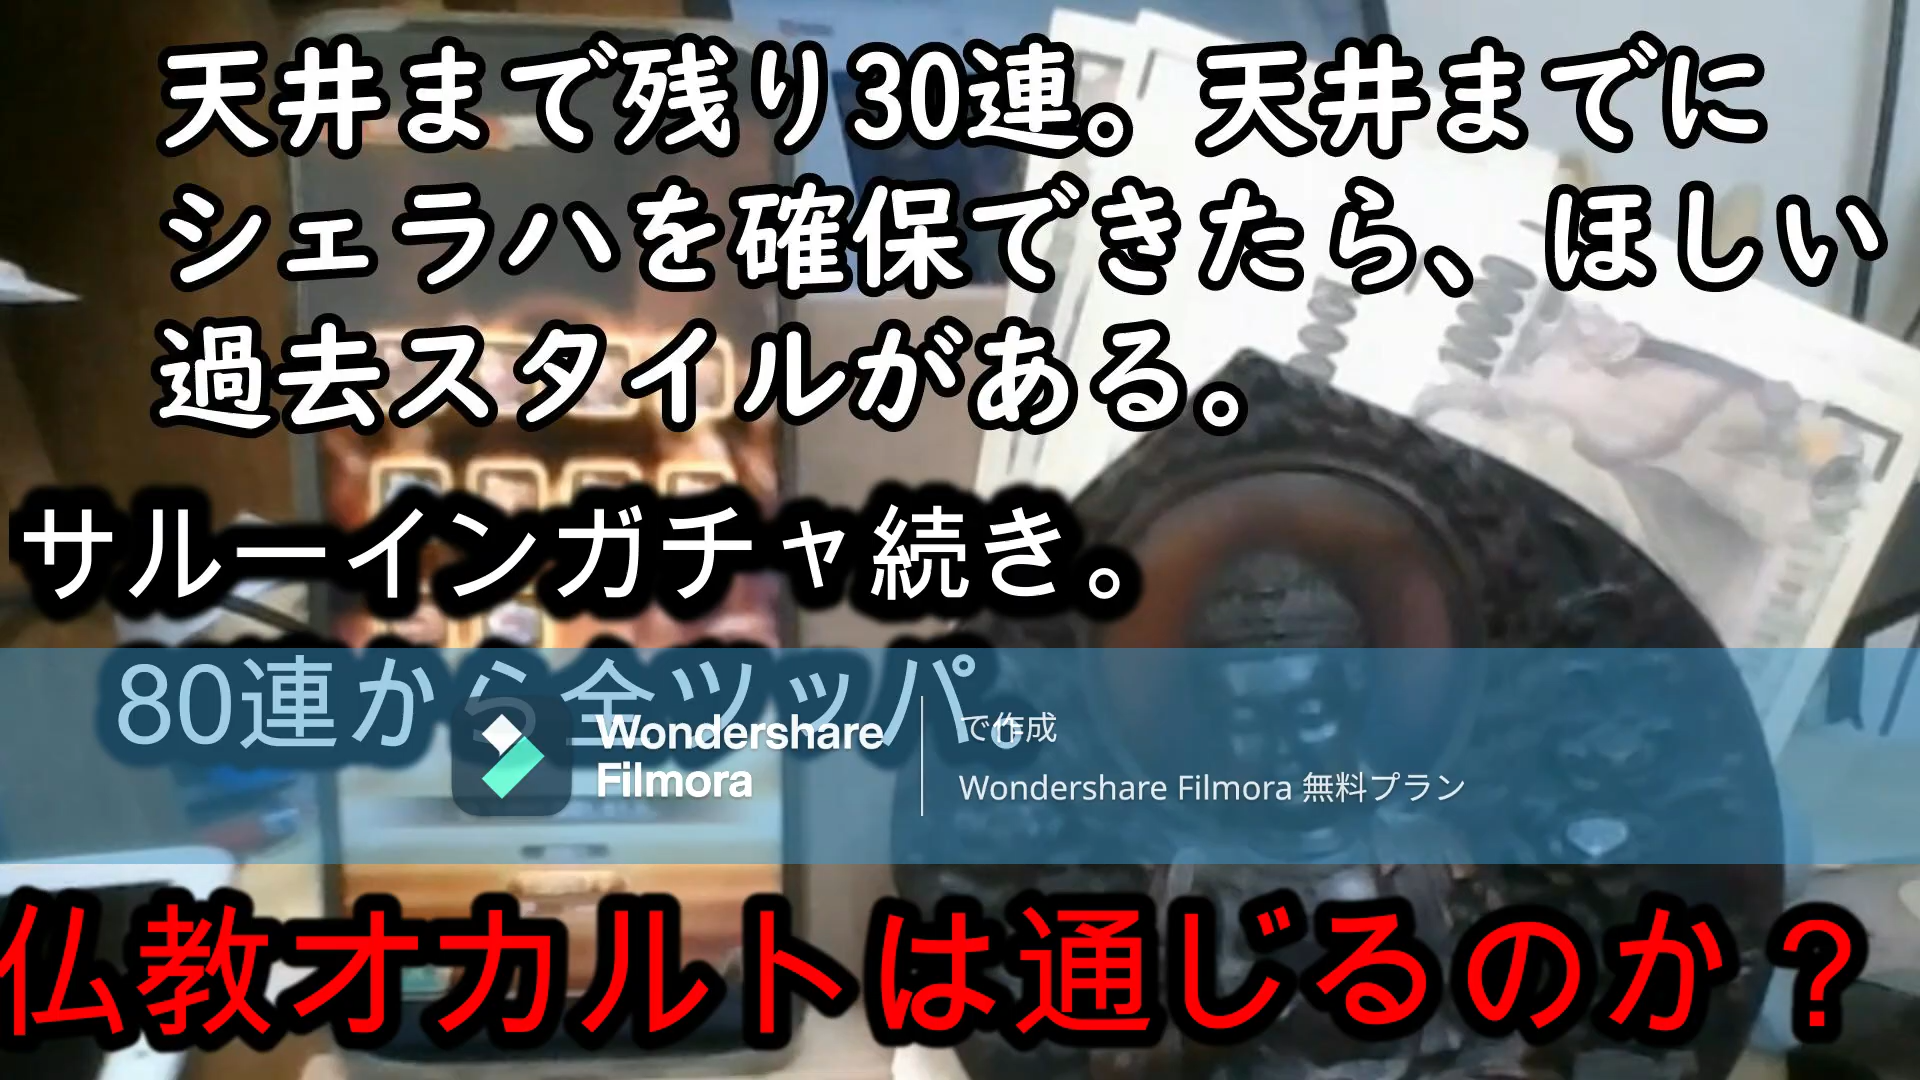 天井まで残り30連。天井までに
シェラハを確保できたら、ほしい
過去スタイルがある。
サルーインガチャ続き。
80連から全ツッパ。
Wondershare
Filmora
で作成
Wondershare Filmora 無料プラン
仏教オカルトは通じるのか？